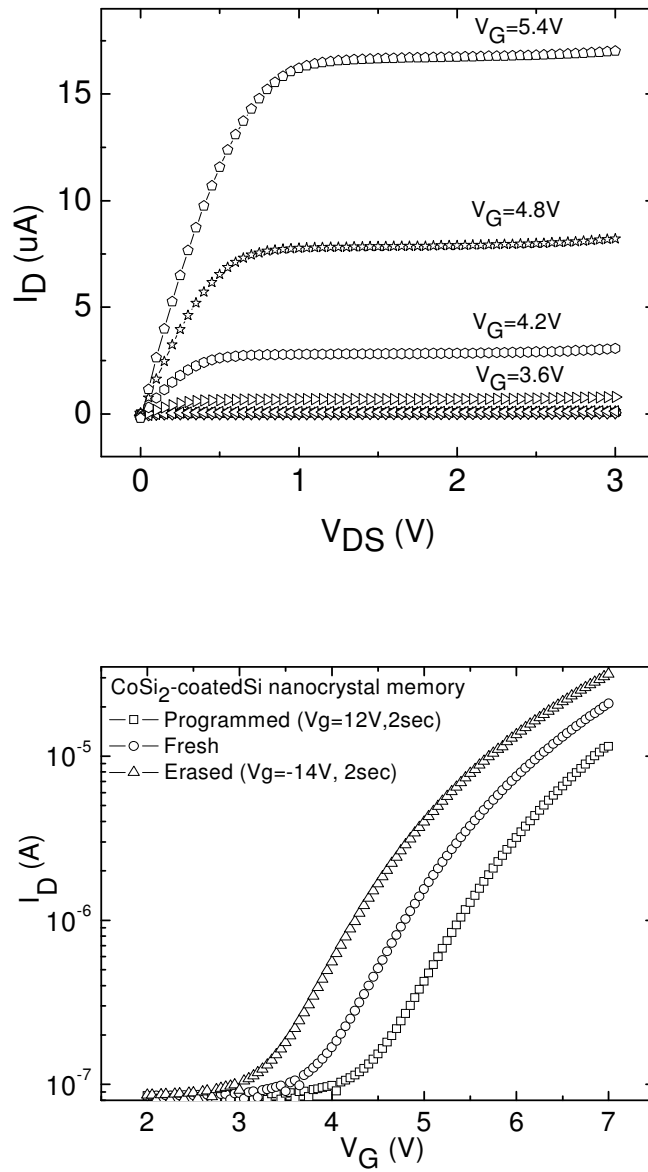 V_G=5.4V
15
V_G=4.8V
10
I_D (uA)
5
V_G=4.2V
V_G=3.6V
0
0 1 2 3
V_DS (V)
CoSi₂-coatedSi nanocrystal memory
Programmed (Vg=12V,2sec)
Fresh
Erased (Vg=-14V, 2sec)
10⁻⁵
I_D (A)
10⁻⁶
10⁻⁷
2 3 4 5 6 7
V_G (V)